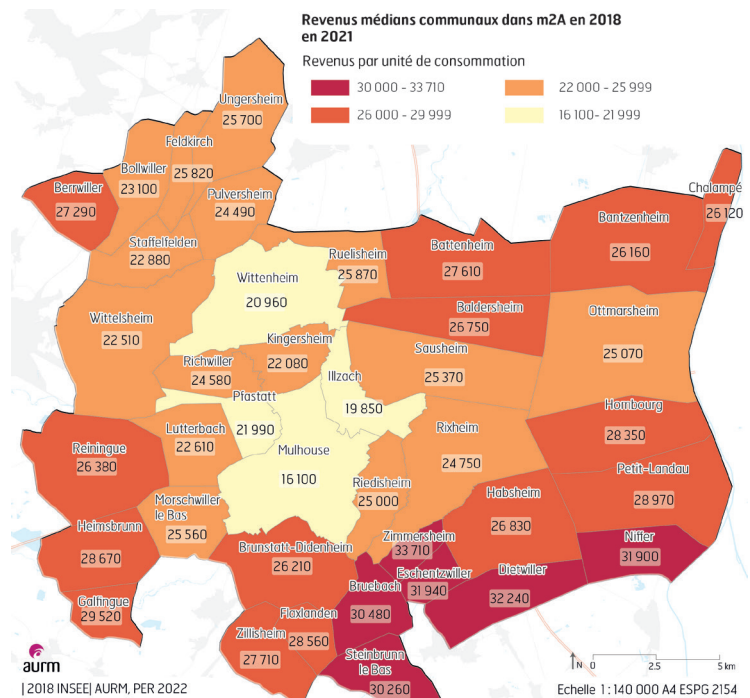 Revenus médians communaux dans m2A en 2018
en 2021
Revenus par unité de consommation
30 000 - 33 710
22 000 - 25 999
26 000 - 29 999
16 100- 21 999
Ungersheim
25 700
Feldkirch
25 820
Bollwiller
23 100
Berrwiller
27 290
Pulversheim
24 490
Chalampé
26 120
Bantzenheim
26 160
Staffelfelden
22 880
Ruelisheim
25 870
Battenheim
27 610
Wittenheim
20 960
Baldersheim
26 750
Ottmarsheim
25 070
Wittelsheim
22 510
Kingersheim
22 080
Sausheim
25 370
Richwiller
24 580
Illzach
19 850
Pfastatt
21 990
Hombourg
28 350
Lutterbach
22 610
Rixheim
24 750
Reiningue
26 380
Mulhouse
16 100
Petit-Landau
28 970
Riedisheim
25 000
Habsheim
26 830
Morschwiller
le Bas
25 560
Heimsbrunn
28 670
Zimmersheim
33 710
Niffer
31 900
Brunstatt-Didenheim
26 210
Eschentzwiller
31 940
Dietwiller
32 240
Bruebach
30 480
Galfingue
29 520
Flaxlanden
28 560
Zillisheim
27 710
Steinbrunn
le Bas
30 260
aurm
N
0
2.5
5 km
| 2018 INSEE| AURM, PER 2022
Echelle 1 : 140 000 A4 ESPG 2154